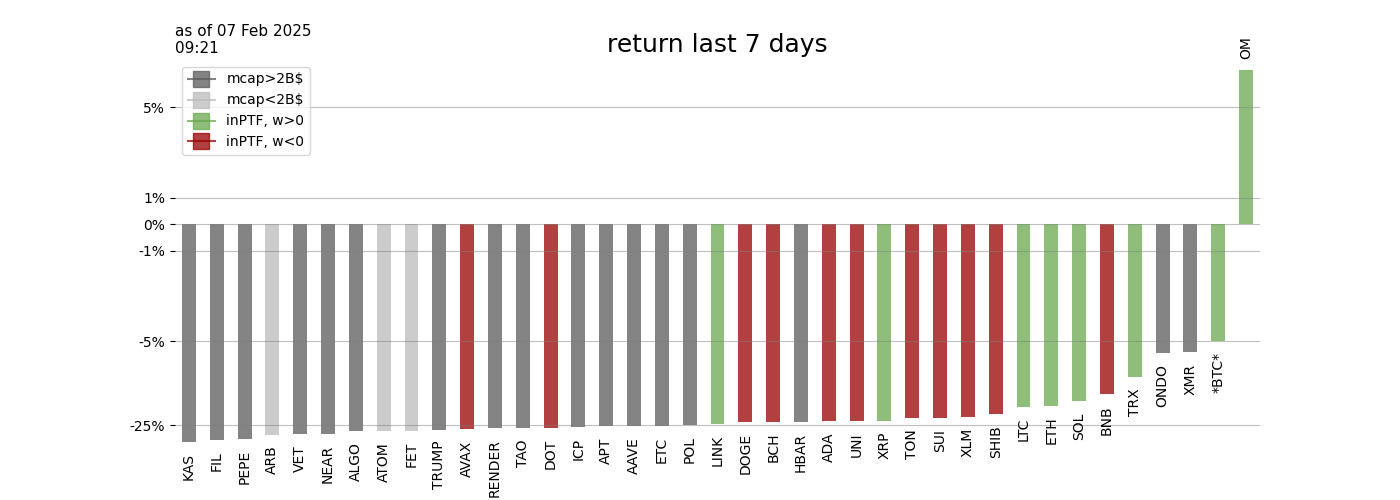 as of 07 Feb 2025
09:21
return last 7 days
mcap>2B$
mcap<2B$
inPTF, w>0
inPTF, w<0
5%
1%
0%
-1%
-5%
-25%
KAS
FIL
PEPE
ARB
VET
NEAR
ALGO
ATOM
FET
TRUMP
AVAX
RENDER
TAO
DOT
ICP
APT
AAVE
ETC
POL
LINK
DOGE
BCH
HBAR
ADA
UNI
XRP
TON
SUI
XLM
SHIB
LTC
ETH
SOL
BNB
TRX
ONDO
XMR
*BTC*
OM